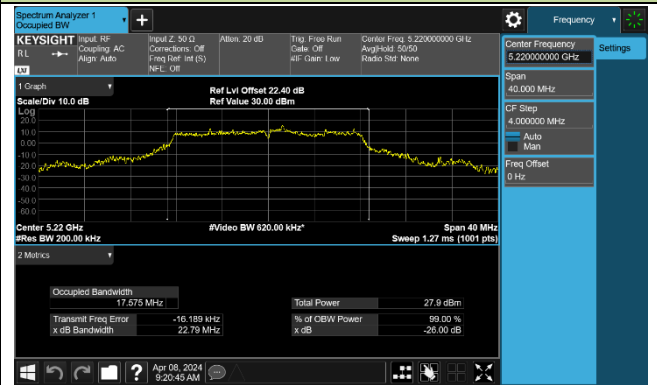 Spectrum Analyzer 1
Occupied BW
Frequency
KEYSIGHT
RL
LXI
Input: RF
Coupling: AC
Align: Auto
Input Z: 50 Ω
Corrections: Off
Freq Ref: Int (S)
NFE: Off
Atten: 20 dB
Trig: Free Run
Gate: Off
#IF Gain: Low
Center Freq: 5.220000000 GHz
Avg|Hold: 50/50
Radio Std: None
Center Frequency
5.220000000 GHz
Settings
Span
40.000 MHz
CF Step
4.000000 MHz
Auto
Man
Freq Offset
0 Hz
1 Graph
Scale/Div 10.0 dB
Ref Lvl Offset 22.40 dB
Ref Value 30.00 dBm
Log
20.0
10.0
0.00
-10.0
-20.0
-30.0
-40.0
-50.0
-60.0
Center 5.22 GHz
#Video BW 620.00 kHz*
Span 40 MHz
#Res BW 200.00 kHz
Sweep 1.27 ms (1001 pts)
2 Metrics
Occupied Bandwidth
17.575 MHz
Total Power
27.9 dBm
Transmit Freq Error
-16.189 kHz
% of OBW Power
99.00 %
x dB Bandwidth
22.79 MHz
x dB
-26.00 dB
Apr 08, 2024
9:20:45 AM